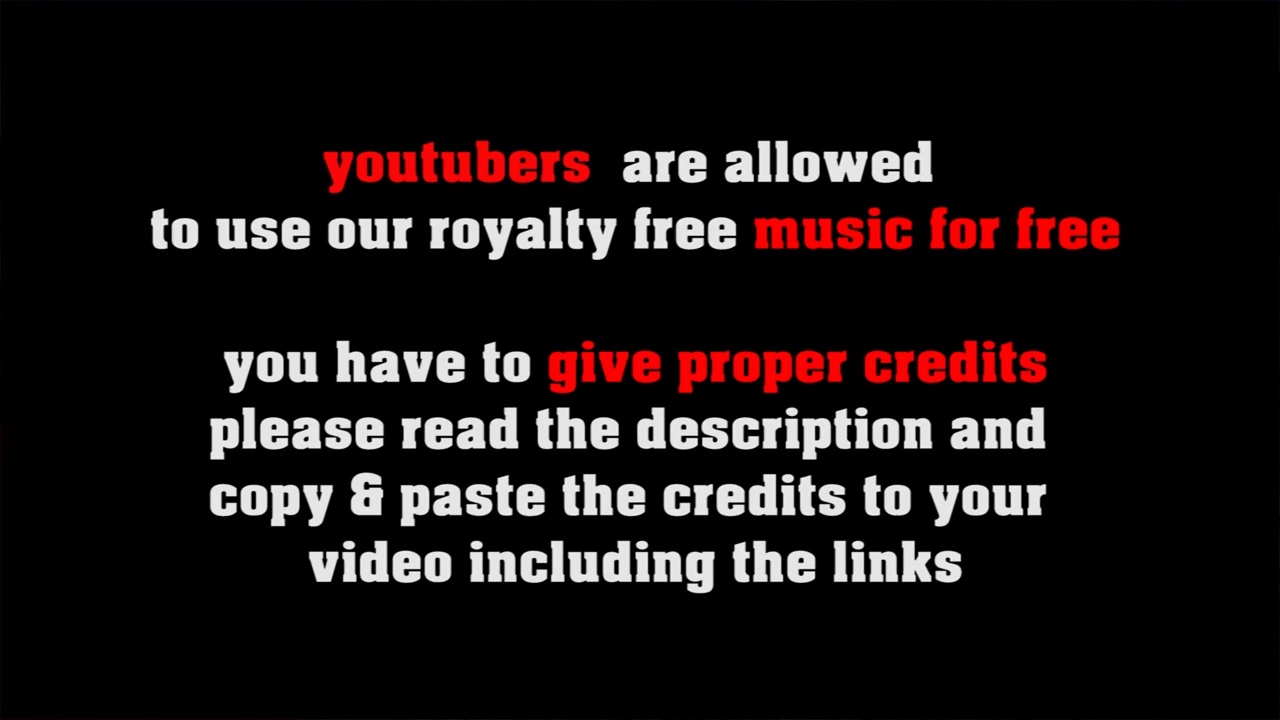 youtubers are allowed
to use our royalty free music for free
you have to give proper credits
please read the description and
copy & paste the credits to your
video including the links